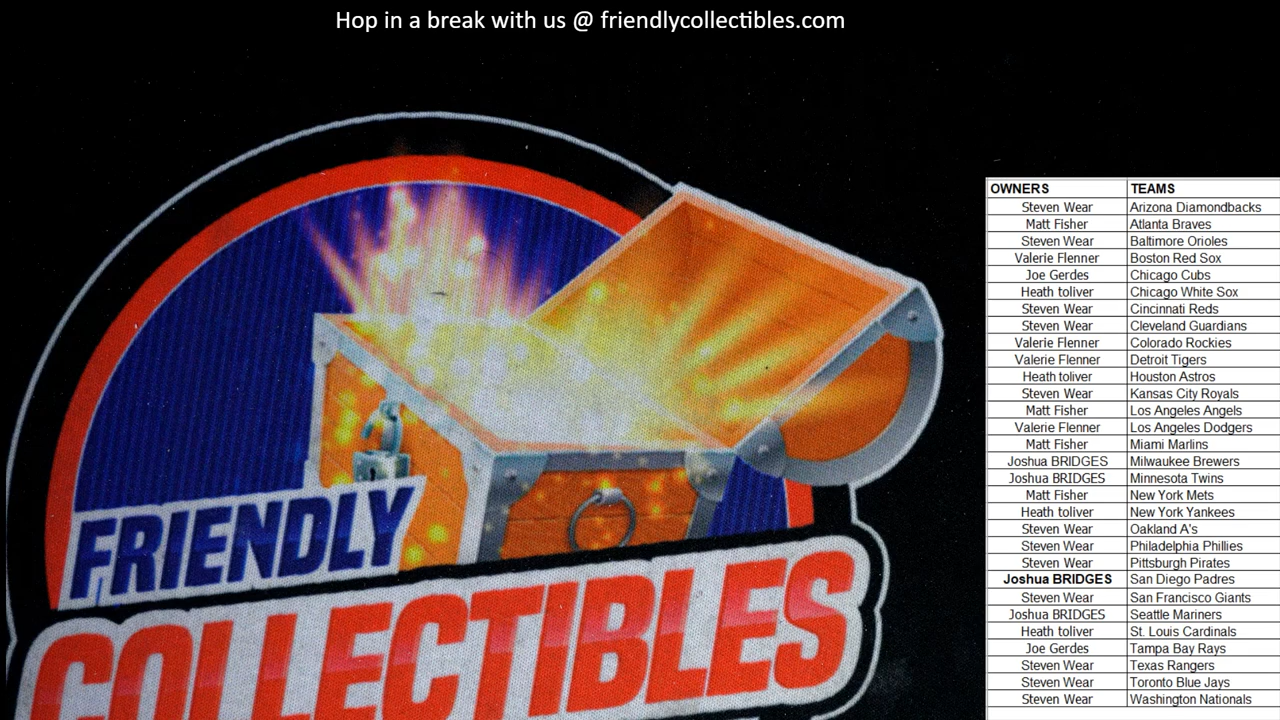 Hop in a break with us @ friendlycollectibles.com
FRIENDLY
COLLECTIBLES
OWNERS TEAMS
Steven Wear Arizona Diamondbacks
Matt Fisher Atlanta Braves
Steven Wear Baltimore Orioles
Valerie Flenner Boston Red Sox
Joe Gerdes Chicago Cubs
Heath toliver Chicago White Sox
Steven Wear Cincinnati Reds
Steven Wear Cleveland Guardians
Valerie Flenner Colorado Rockies
Valerie Flenner Detroit Tigers
Heath toliver Houston Astros
Steven Wear Kansas City Royals
Matt Fisher Los Angeles Angels
Valerie Flenner Los Angeles Dodgers
Matt Fisher Miami Marlins
Joshua BRIDGES Milwaukee Brewers
Joshua BRIDGES Minnesota Twins
Matt Fisher New York Mets
Heath toliver New York Yankees
Steven Wear Oakland A's
Steven Wear Philadelphia Phillies
Steven Wear Pittsburgh Pirates
Joshua BRIDGES San Diego Padres
Steven Wear San Francisco Giants
Joshua BRIDGES Seattle Mariners
Heath toliver St. Louis Cardinals
Joe Gerdes Tampa Bay Rays
Steven Wear Texas Rangers
Steven Wear Toronto Blue Jays
Steven Wear Washington Nationals